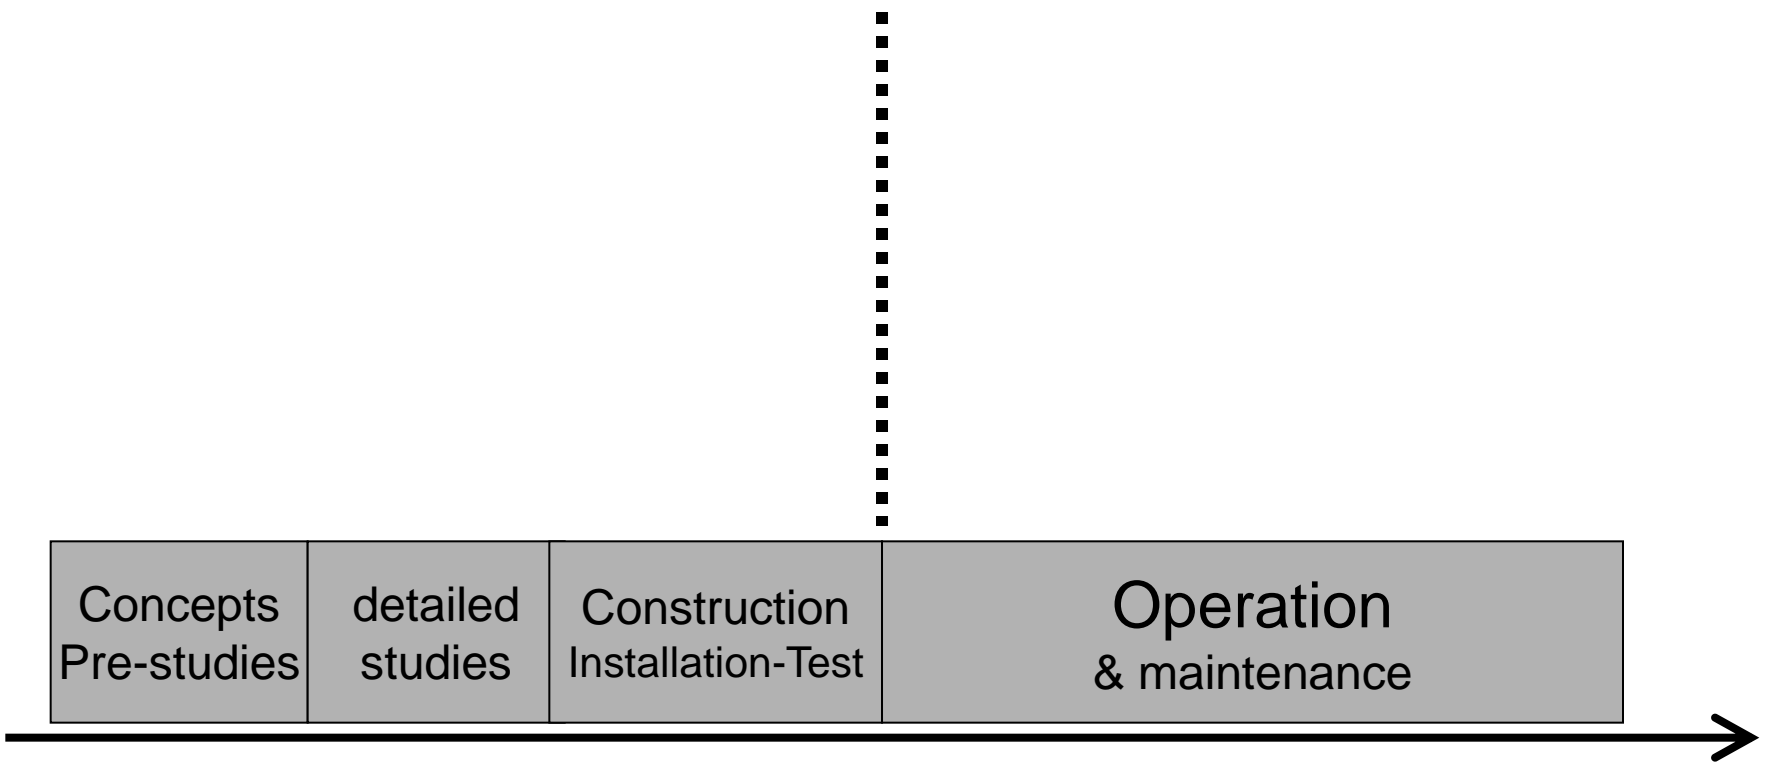 Concepts
Pre-studies
detailed
studies
Construction
Installation-Test
Operation
& maintenance